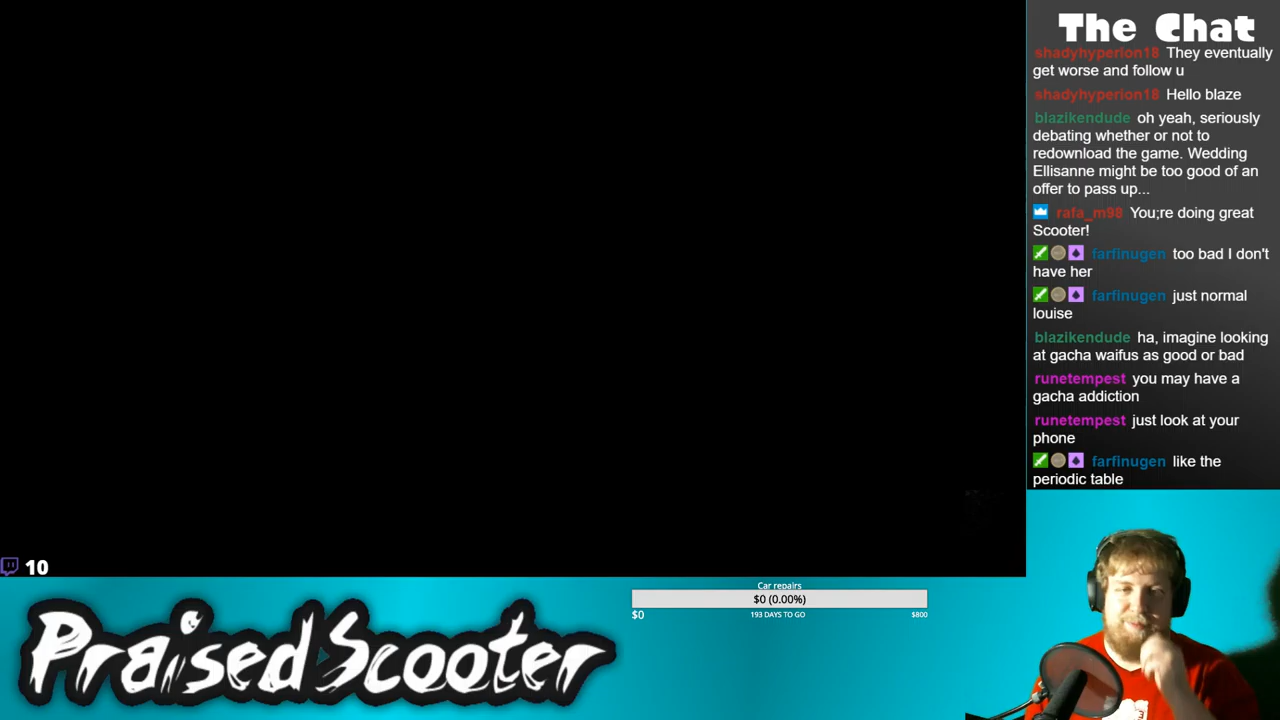 The Chat
shadyhyperion18 They eventually
get worse and follow u
shadyhyperion18 Hello blaze
blazikendude oh yeah, seriously
debating whether or not to
redownload the game. Wedding
Ellisanne might be too good of an
offer to pass up...
rafa_m98 You;re doing great
Scooter!
farfinugen too bad I don't
have her
farfinugen just normal
louise
blazikendude ha, imagine looking
at gacha waifus as good or bad
runetempest you may have a
gacha addiction
runetempest just look at your
phone
farfinugen like the
periodic table
10
PraisedScooter
Car repairs
$0 (0.00%)
$0 193 DAYS TO GO $800